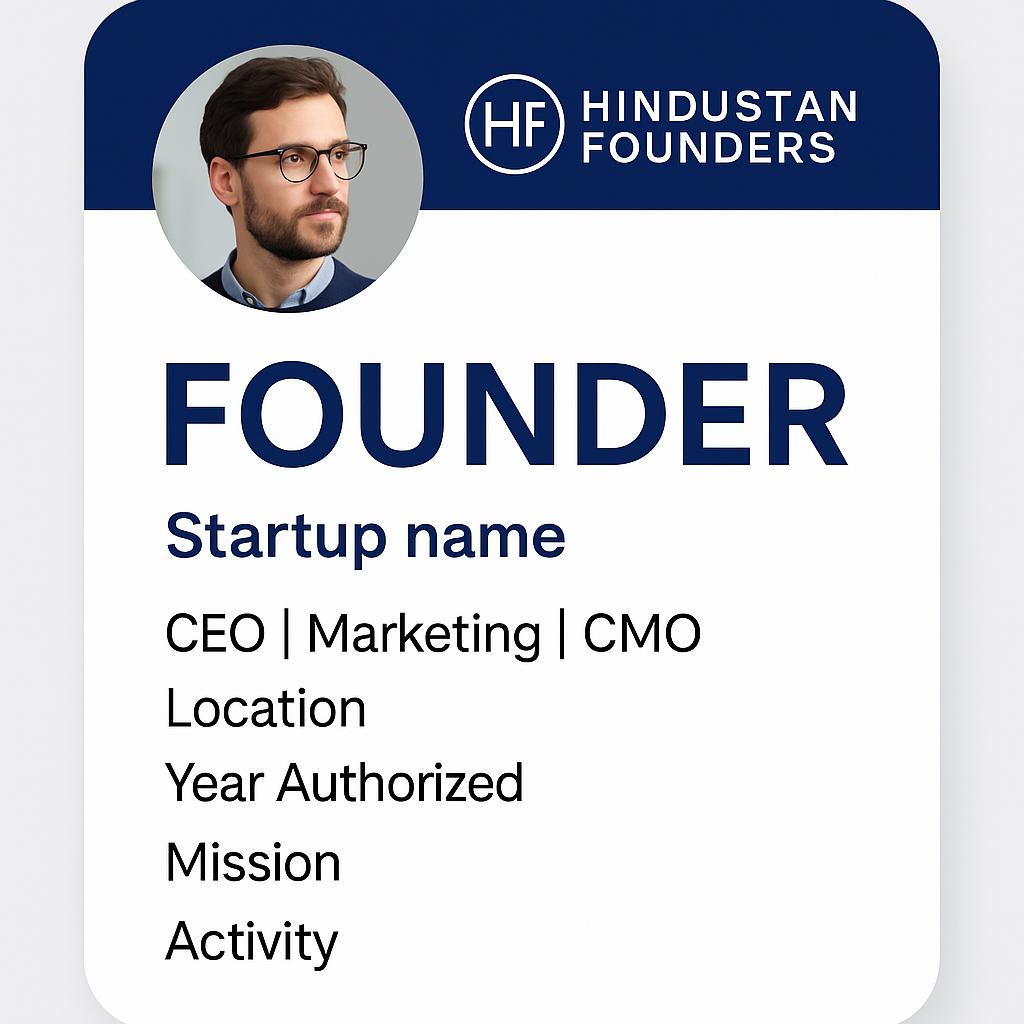 HF
HINDUSTAN
FOUNDERS
FOUNDER
Startup name
CEO | Marketing | CMO
Location
Year Authorized
Mission
Activity